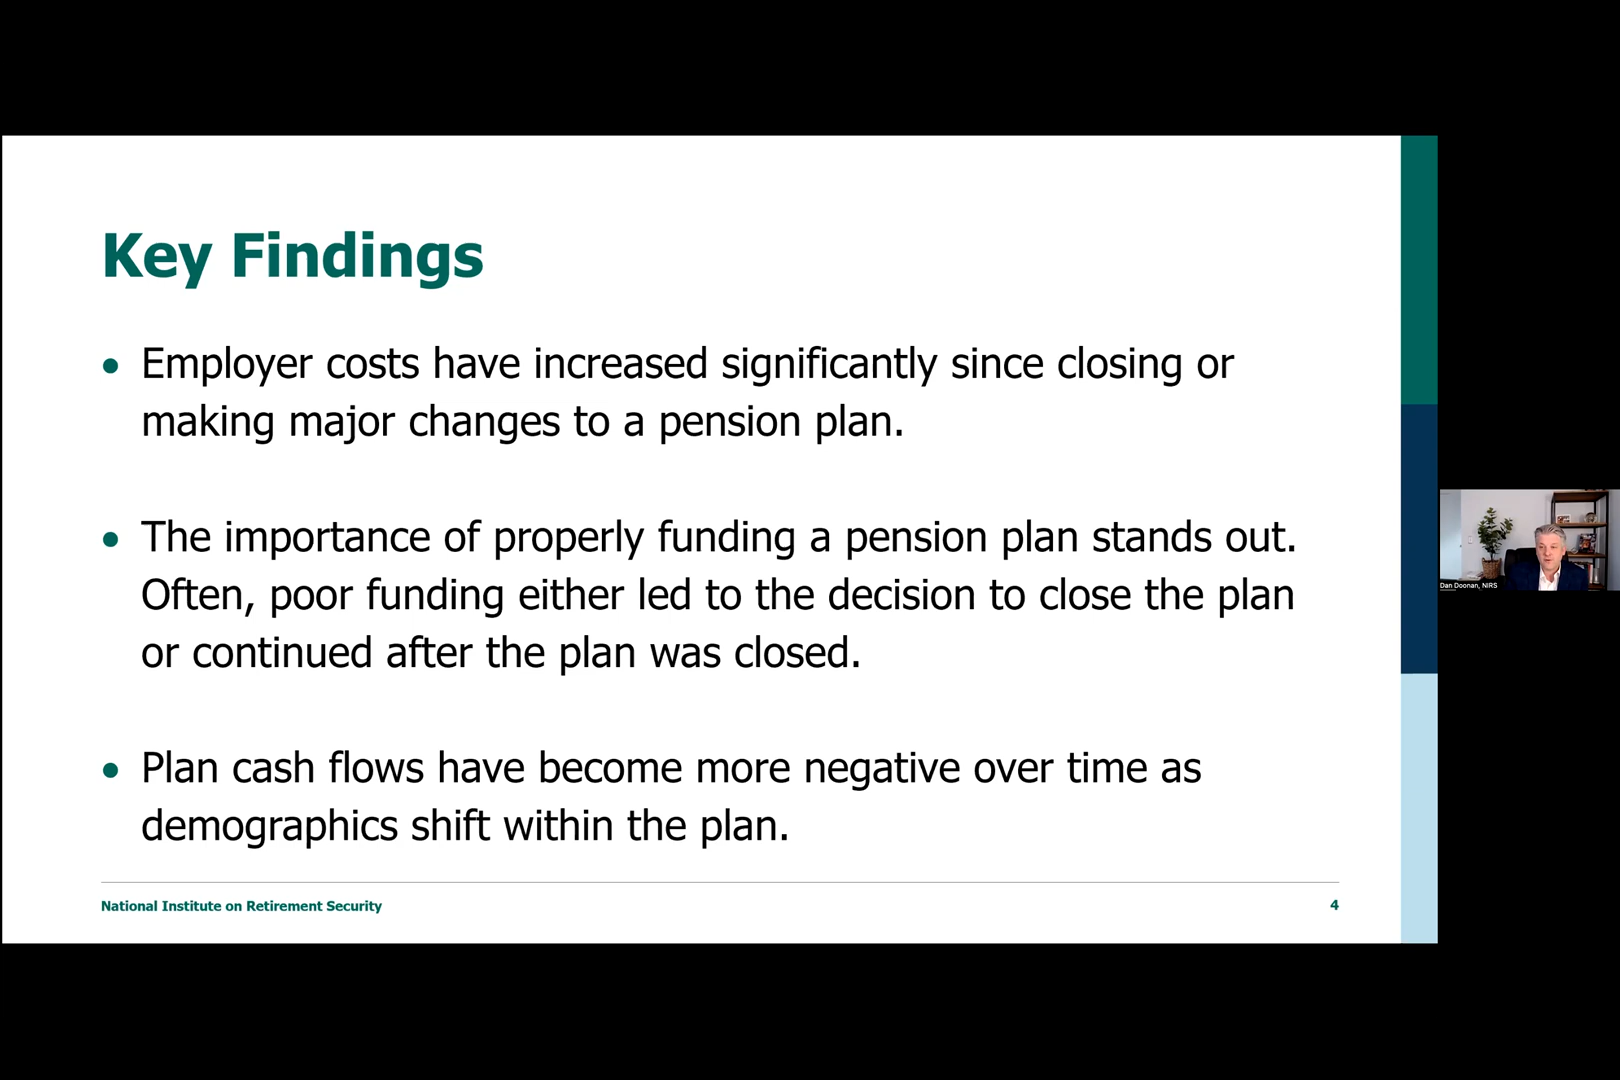 Key Findings
• Employer costs have increased significantly since closing or
making major changes to a pension plan.
• The importance of properly funding a pension plan stands out.
Often, poor funding either led to the decision to close the plan
or continued after the plan was closed.
• Plan cash flows have become more negative over time as
demographics shift within the plan.
National Institute on Retirement Security
4
Dan Doonan, NIRS